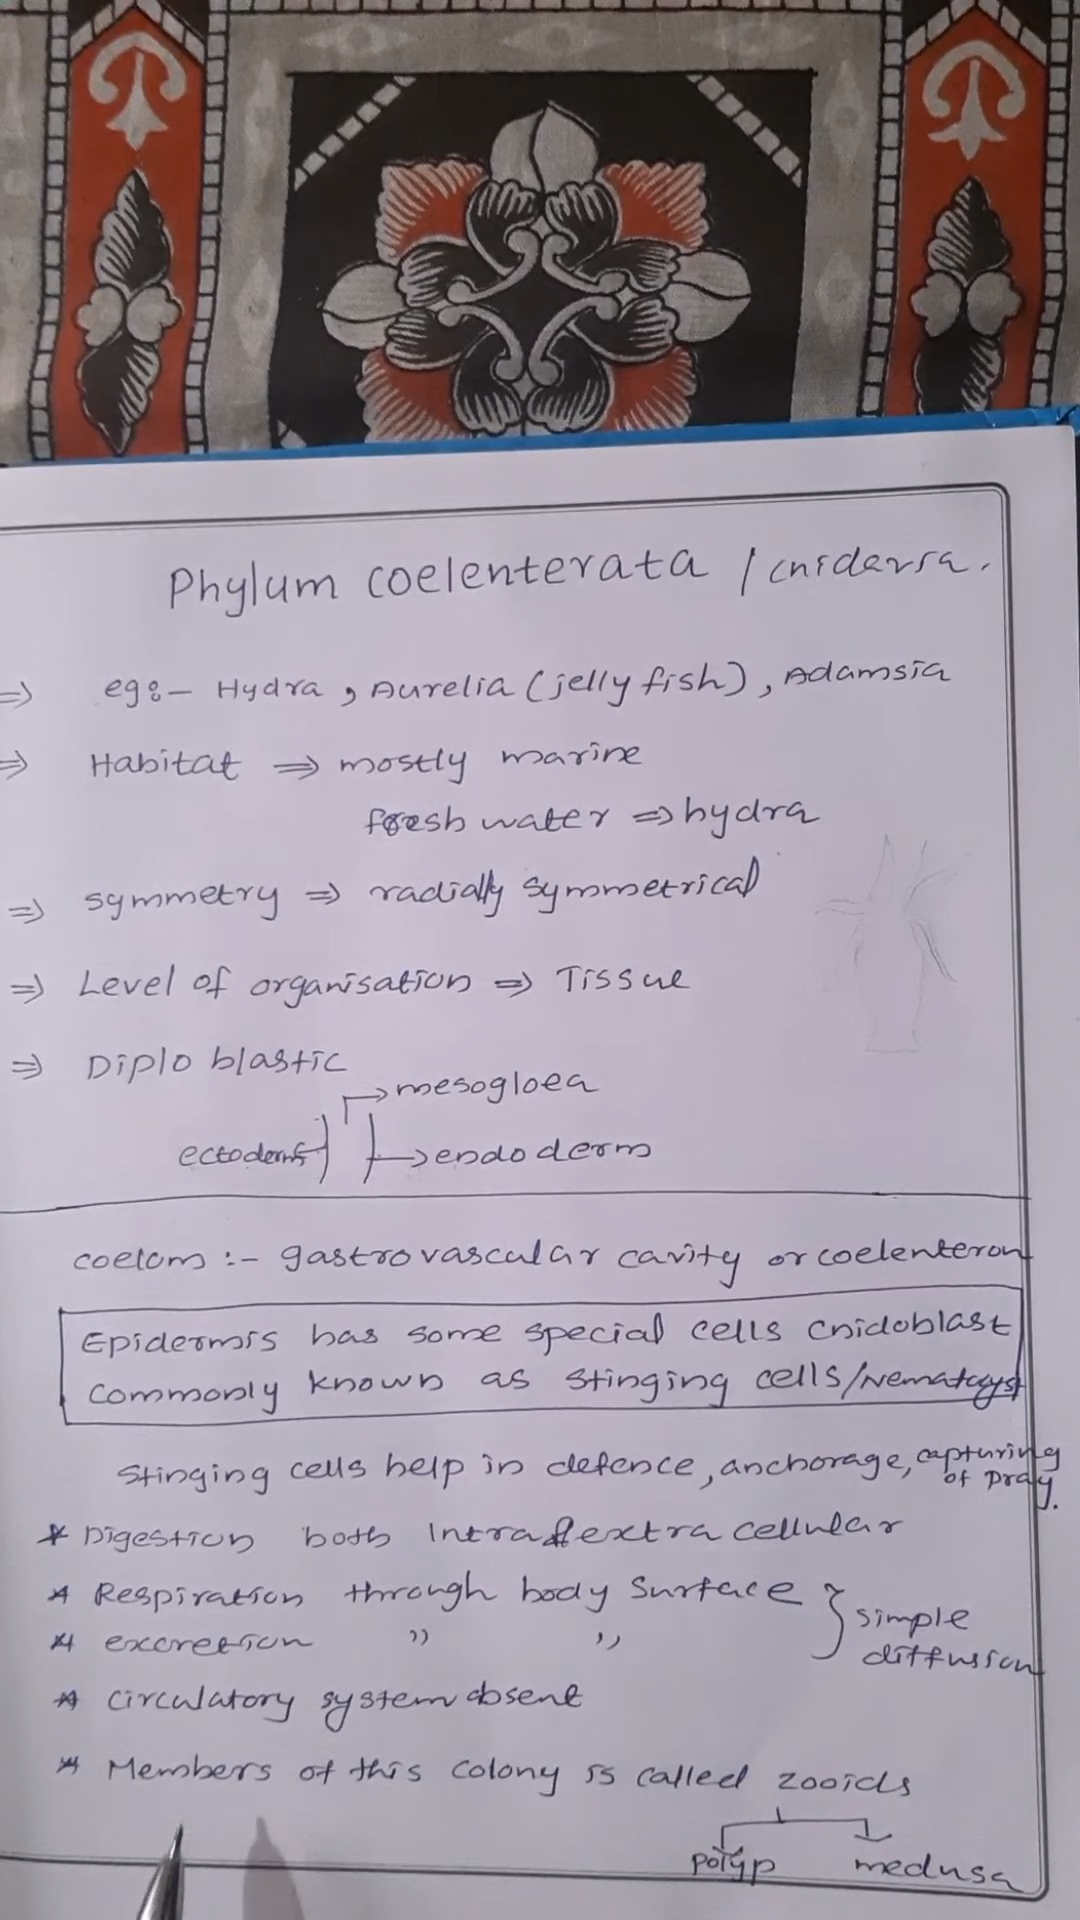 Phylum coelenterata / cnidarsa.
⇒ eg:- Hydra, Aurelia (jelly fish), Adamsia
⇒ Habitat ⇒ mostly marine
fresh water ⇒ hydra
⇒ symmetry ⇒ radially symmetrical
⇒ Level of organisation ⇒ Tissue
⇒ Diplo blastic
→ mesogloea
ectoderm → endoderm
coelom :- gastrovascular cavity or coelenteron
Epidermis has some special cells cnidoblast
commonly known as stinging cells/Nematcyst
Stinging cells help in defence, anchorage, capturing
of pray.
* Digestion both Intra & extra cellular
* Respiration through body Surface } simple
* excretion " " diffusion
* circulatory system absent
* Members of this colony is called zooids
polyp medusa